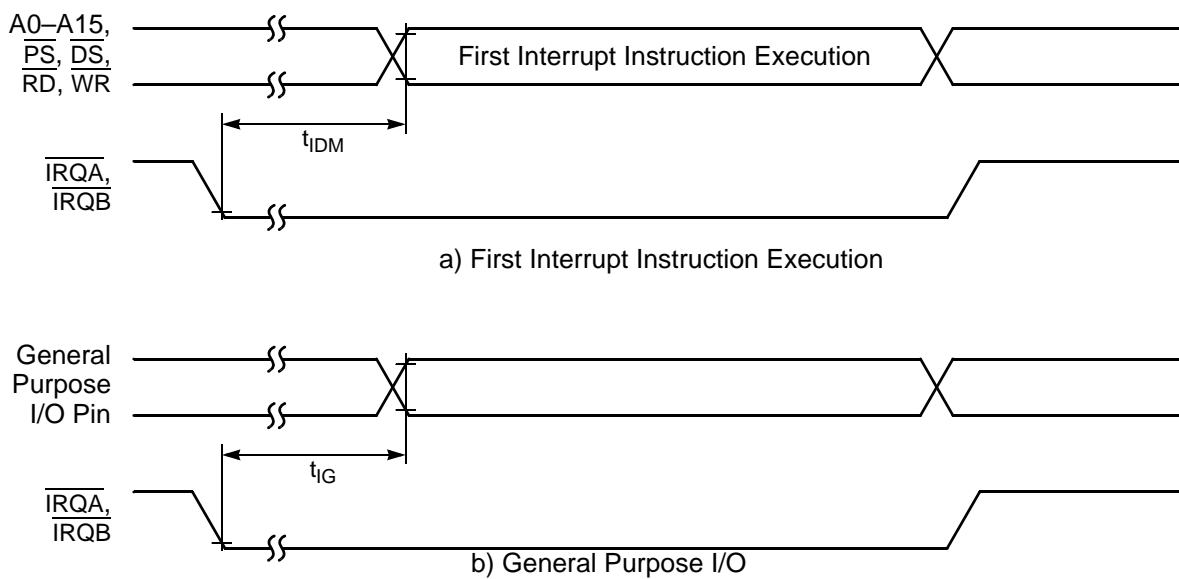 A0–A15,
PS, DS,
RD, WR
First Interrupt Instruction Execution
tIDM
IRQA,
IRQB
a) First Interrupt Instruction Execution
General
Purpose
I/O Pin
tIG
IRQA,
IRQB
b) General Purpose I/O